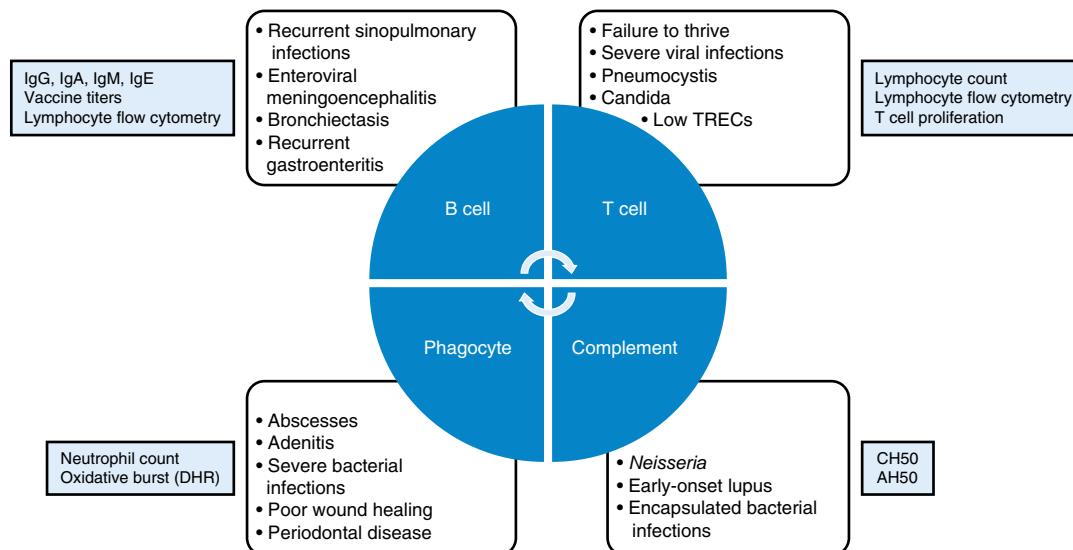 IgG, IgA, IgM, IgE
Vaccine titers
Lymphocyte flow cytometry
• Recurrent sinopulmonary
infections
• Enteroviral
meningoencephalitis
• Bronchiectasis
• Recurrent
gastroenteritis
• Failure to thrive
• Severe viral infections
• Pneumocystis
• Candida
• Low TRECs
Lymphocyte count
Lymphocyte flow cytometry
T cell proliferation
B cell
T cell
Phagocyte
Complement
Neutrophil count
Oxidative burst (DHR)
• Abscesses
• Adenitis
• Severe bacterial
infections
• Poor wound healing
• Periodontal disease
• Neisseria
• Early-onset lupus
• Encapsulated bacterial
infections
CH50
AH50